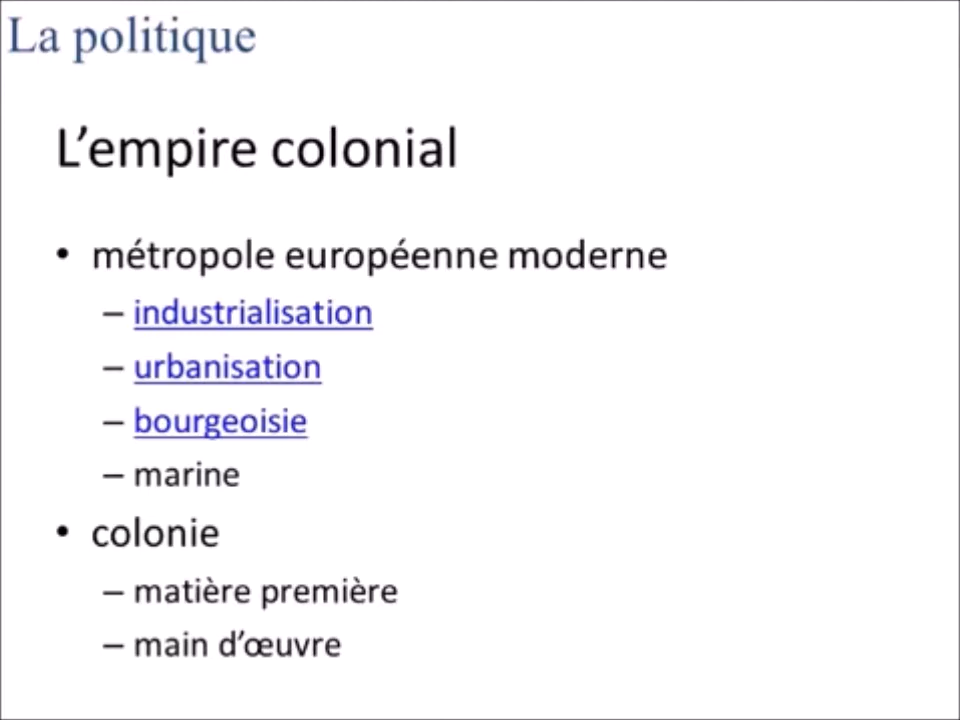 La politique
L’empire colonial
• métropole européenne moderne
– industrialisation
– urbanisation
– bourgeoisie
– marine
• colonie
– matière première
– main d’œuvre